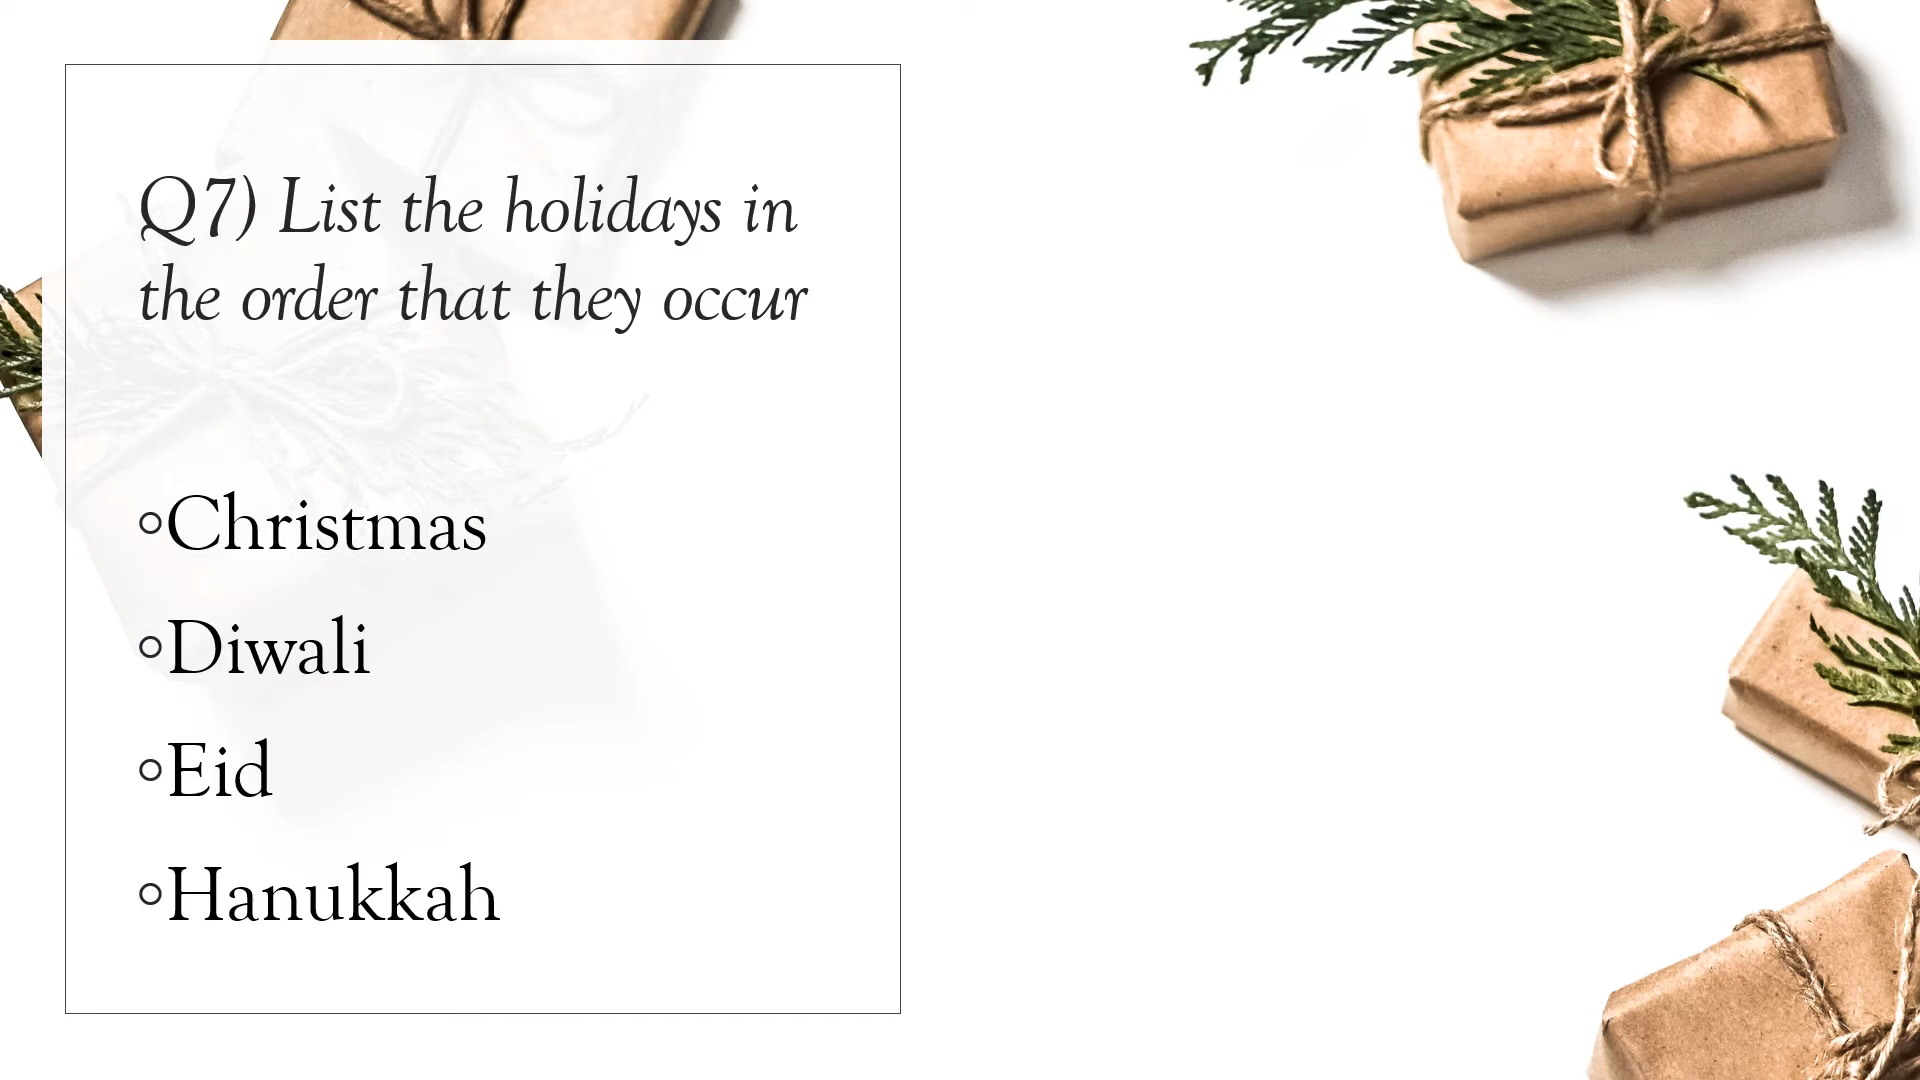 Q7) List the holidays in
the order that they occur
Christmas
Diwali
Eid
Hanukkah